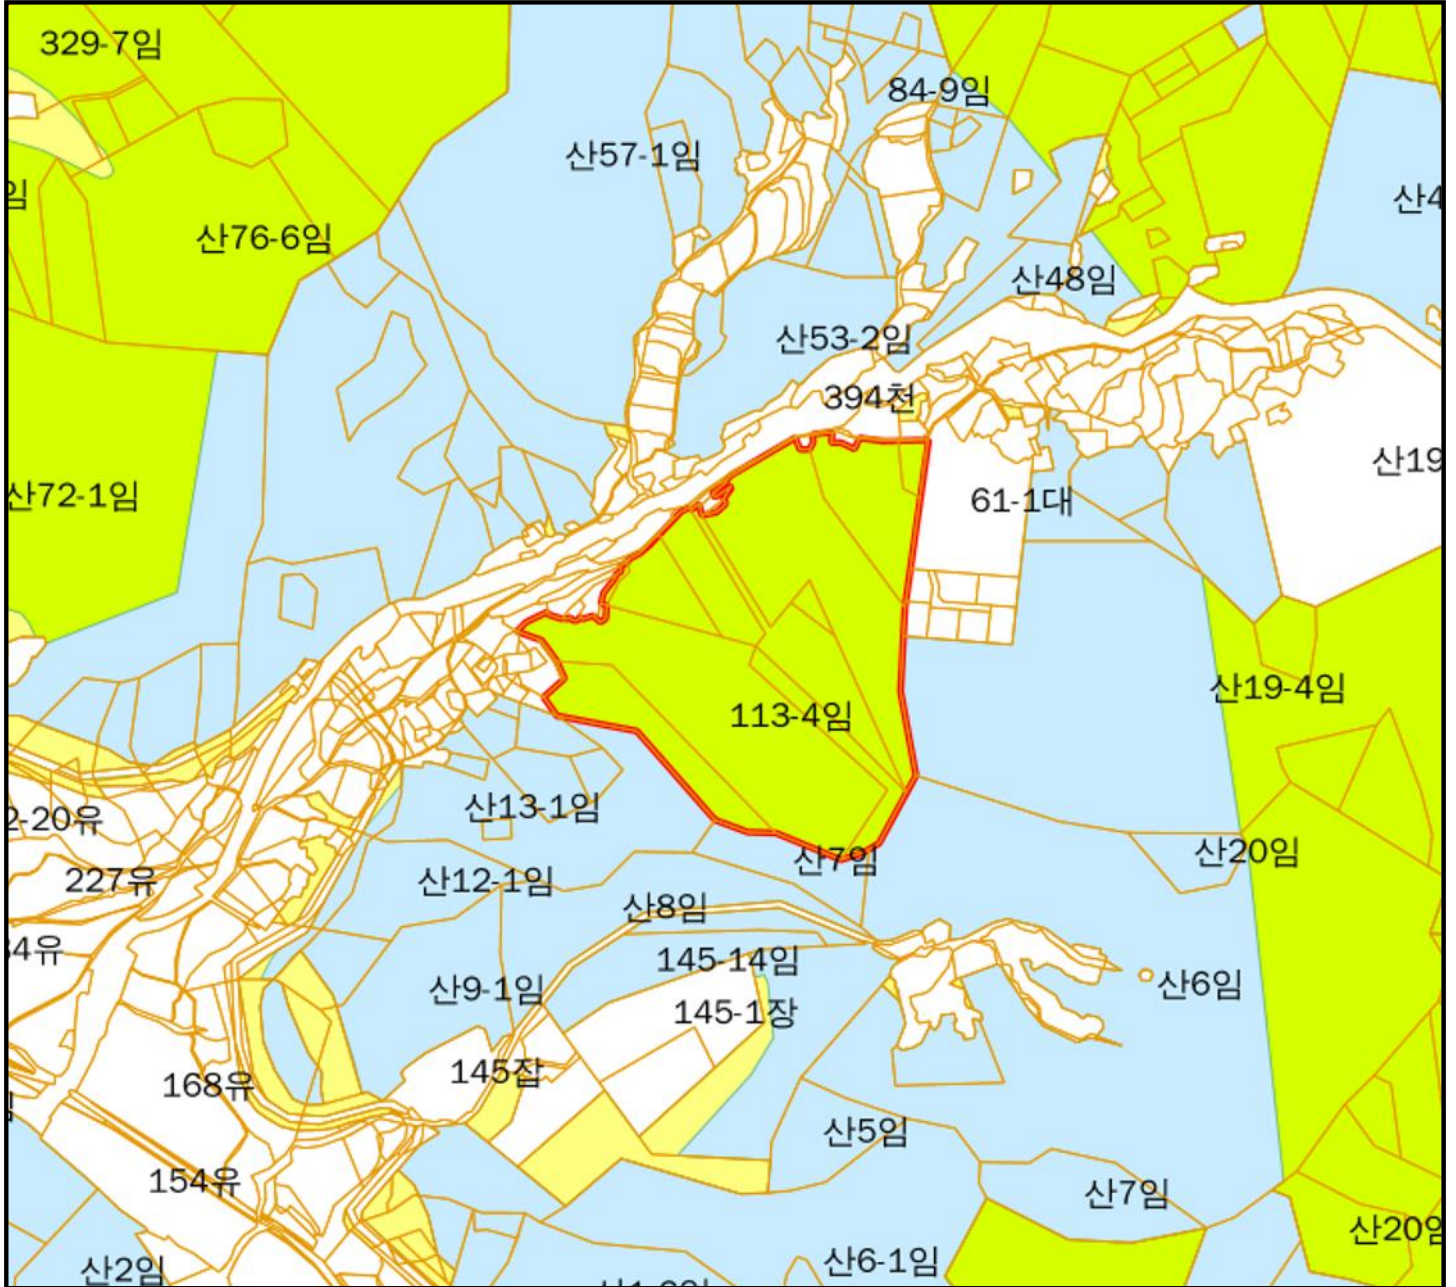 329-7임
84-9임
산57-1임
임
산4
산76-6임
산48임
산53-2임
394천
산19
산72-1임
61-1대
산19-4임
113-4임
산13-1임
2-20유
산20임
산7임
227유
산12-1임
산8임
34유
145-14임
산9-1임
산6임
145-1장
145잡
168유
산5임
154유
산7임
산20임
산6-1임
산2임